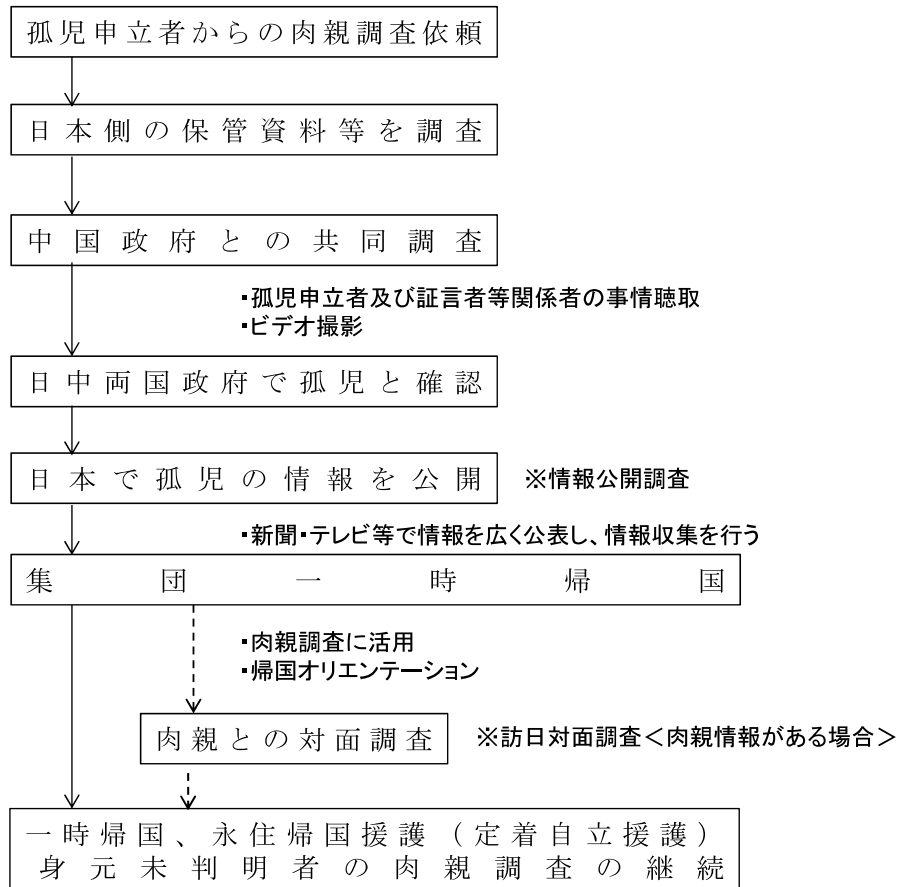 孤児申立者からの肉親調査依頼
日本側の保管資料等を調査
中国政府との共同調査
・孤児申立者及び証言者等関係者の事情聴取
・ビデオ撮影
日中両国政府で孤児と確認
日本で孤児の情報を公開 ※情報公開調査
・新聞・テレビ等で情報を広く公表し、情報収集を行う
集団一時帰国
・肉親調査に活用
・帰国オリエンテーション
肉親との対面調査 ※訪日対面調査＜肉親情報がある場合＞
一時帰国、永住帰国援護（定着自立援護）
身元未判明者の肉親調査の継続